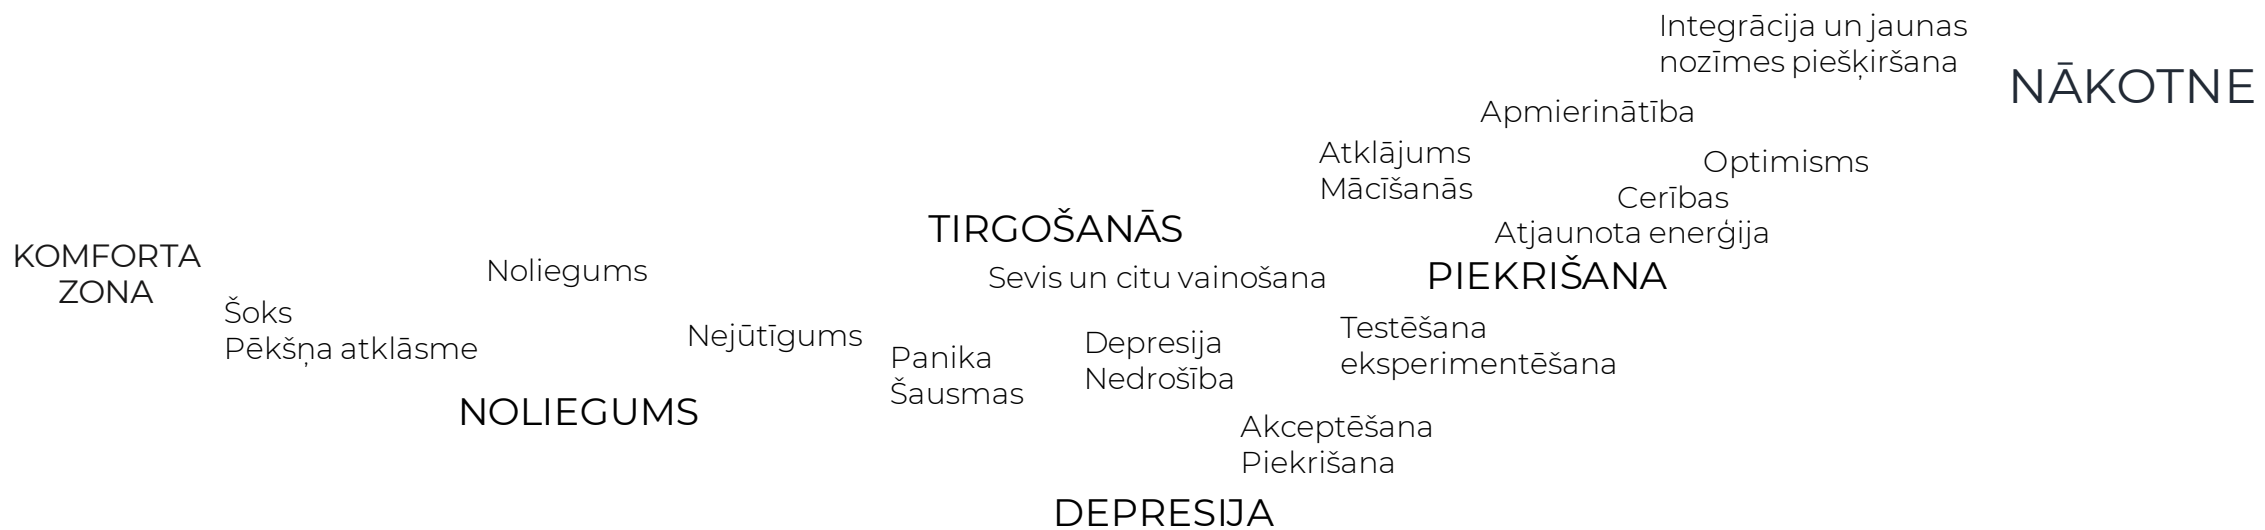 KOMFORTA
ZONA
Šoks
Pēkšņa atklāsme
Noliegums
NOLIEGUMS
Nejūtīgums
TIRGOŠANĀS
Sevis un citu vainošana
Panika
Šausmas
Depresija
Nedrošība
DEPRESIJA
Akceptēšana
Piekrišana
Testēšana
eksperimentēšana
PIEKRIŠANA
Atklājums
Mācīšanās
Atjaunota enerģija
Cerības
Optimisms
Apmierinātība
Integrācija un jaunas
nozīmes piešķiršana
NĀKOTNE